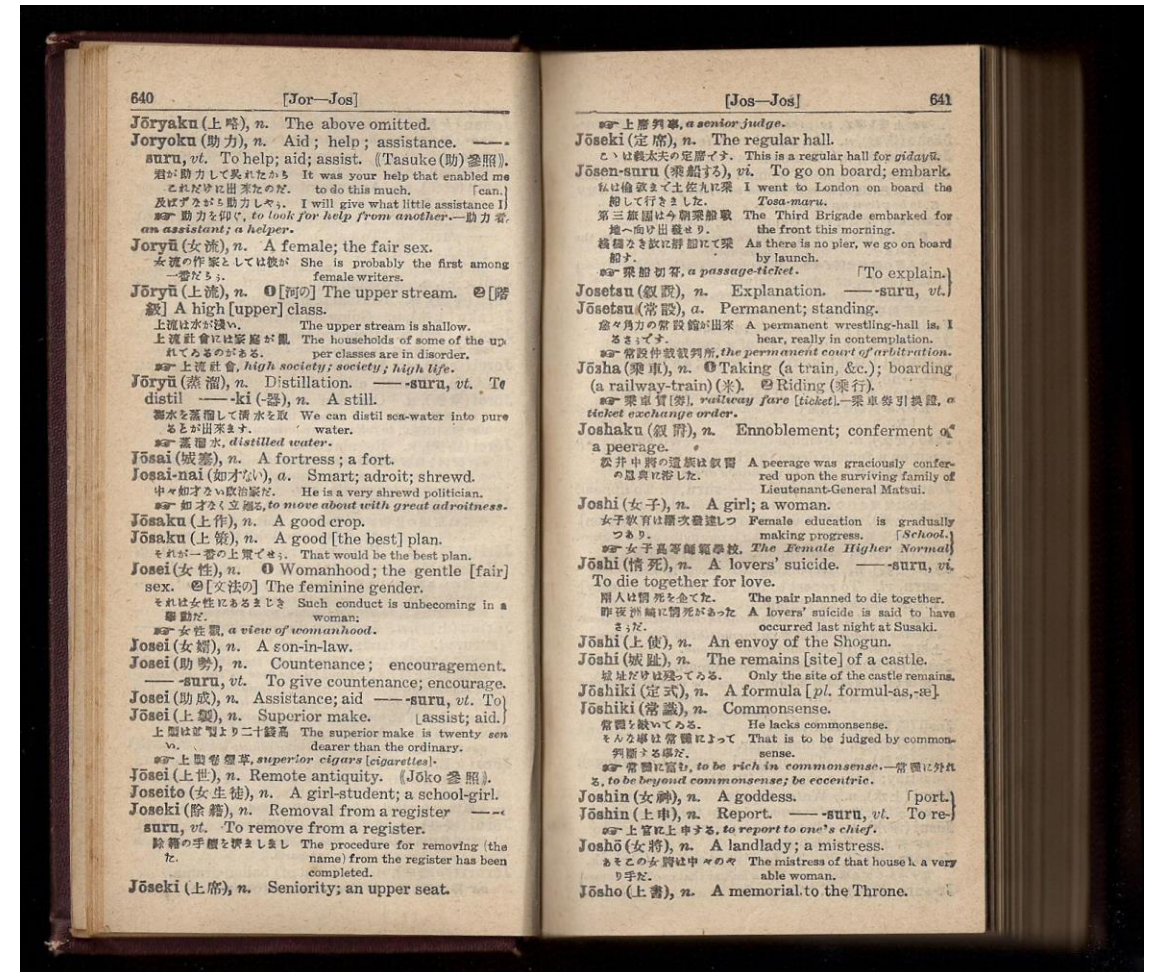 640 [Jor—Jos]
Jōryaku (上略), n. The above omitted.
Joryoku (助力), n. Aid; help; assistance. ——-
suru, vt. To help; aid; assist. 《Tasuke (助) 參照》.
君が助力して呉れたから It was your help that enabled me
これだけに出來たのだ. to do this much. 「can.}
及ばずながら助力しやう. I will give what little assistance I
☞ 助力を仰ぐ, to look for help from another.—助力者,
an assistant; a helper.
Joryū (女流), n. A female; the fair sex.
女流の作家としては彼が She is probably the first among
一番だらう. female writers.
Jōryū (上流), n. ❶ [河の] The upper stream. ❷ [階
級] A high [upper] class.
上流は水が淺い. The upper stream is shallow.
上流社會には家庭が亂 The households of some of the up-
れてゐるのがある. per classes are in disorder.
☞ 上流社會, high society; society; high life.
Jōryū (蒸溜), n. Distillation. ——-suru, vt. To
distil ——-ki (-器), n. A still.
海水を蒸溜して淸水を取 We can distil sea-water into pure
ることが出來ます. water.
☞ 蒸溜水, distilled water.
Jōsai (城塞), n. A fortress; a fort.
Josai-nai (如才ない), a. Smart; adroit; shrewd.
中々如才ない政治家だ. He is a very shrewd politician.
☞ 如才なく立廻る, to move about with great adroitness.
Jōsaku (上作), n. A good crop.
Jōsaku (上策), n. A good [the best] plan.
それが一番の上策でせう. That would be the best plan.
Josei (女性), n. ❶ Womanhood; the gentle [fair]
sex. ❷ [文法の] The feminine gender.
それは女性にあるまじき Such conduct is unbecoming in a
擧動だ. woman.
☞ 女性觀, a view of womanhood.
Josei (女婿), n. A son-in-law.
Josei (助勢), n. Countenance; encouragement.
——-suru, vt. To give countenance; encourage.
Josei (助成), n. Assistance; aid ——-suru, vt. To}
Jōsei (上製), n. Superior make. 〔assist; aid.}
上製は並製より二十錢高 The superior make is twenty sen
い. dearer than the ordinary.
☞ 上製卷煙草, superior cigars [cigarettes].
Jōsei (上世), n. Remote antiquity. 《Jōko 參照》.
Joseito (女生徒), n. A girl-student; a school-girl.
Joseki (除籍), n. Removal from a register ——-
suru, vt. To remove from a register.
除籍の手續を濟ましまし The procedure for removing (the
た. name) from the register has been
completed.
Jōseki (上席), n. Seniority; an upper seat.
[Jos—Jos] 641
☞ 上席判事, a senior judge.
Jōseki (定席), n. The regular hall.
こゝは義太夫の定席です. This is a regular hall for gidayū.
Jōsen-suru (乘船する), vi. To go on board; embark.
私は倫敦まで土佐丸に乘 I went to London on board the
船して行きました. Tosa-maru.
第三旅團は今朝乘船戰 The Third Brigade embarked for
地へ向け出發せり. the front this morning.
棧橋なき故に艀船にて乘 As there is no pier, we go on board
船す. by launch.
☞ 乘船切符, a passage-ticket. 「To explain.}
Josetsu (叙説), n. Explanation. ——-suru, vt.
Jōsetsu (常設), a. Permanent; standing.
愈々角力の常設館が出來 A permanent wrestling-hall is, I
るさうです. hear, really in contemplation.
☞ 常設仲裁裁判所, the permanent court of arbitration.
Jōsha (乘車), n. ❶ Taking (a train, &c.); boarding
(a railway-train) (米). ❷ Riding (乘行).
☞ 乘車賃[劵], railway fare [ticket].—乘車劵引換證, a
ticket exchange order.
Joshaku (叙爵), n. Ennoblement; conferment of
a peerage.
松井中將の遺族は叙爵 A peerage was graciously confer-
の恩典に浴した. red upon the surviving family of
Lieutenant-General Matsui.
Joshi (女子), n. A girl; a woman.
女子敎育は漸次發達しつ Female education is gradually
つあり. making progress. 「School.}
☞ 女子高等師範學校, The Female Higher Normal
Jōshi (情死), n. A lovers' suicide. ——-suru, vi.
To die together for love.
兩人は情死を企てた. The pair planned to die together.
昨夜洲崎に情死があった A lovers' suicide is said to have
さうだ. occurred last night at Susaki.
Jōshi (上使), n. An envoy of the Shogun.
Jōshi (城趾), n. The remains [site] of a castle.
城址だけは殘ってゐる. Only the site of the castle remains.
Jōshiki (定式), n. A formula [pl. formul-as,-æ].
Jōshiki (常識), n. Commonsense.
常識を缺いてゐる. He lacks commonsense.
そんな事は常識によって That is to be judged by common-
判斷する事だ. sense.
☞ 常識に富む, to be rich in commonsense.—常識に外れ
る, to be beyond commonsense; be eccentric.
Joshin (女神), n. A goddess. 「port.}
Jōshin (上申), n. Report. ——-suru, vt. To re-}
☞ 上官に上申する, to report to one's chief.
Joshō (女將), n. A landlady; a mistress.
あそこの女將は中々のや The mistress of that house is a very
り手だ. able woman.
Jōsho (上書), n. A memorial to the Throne.